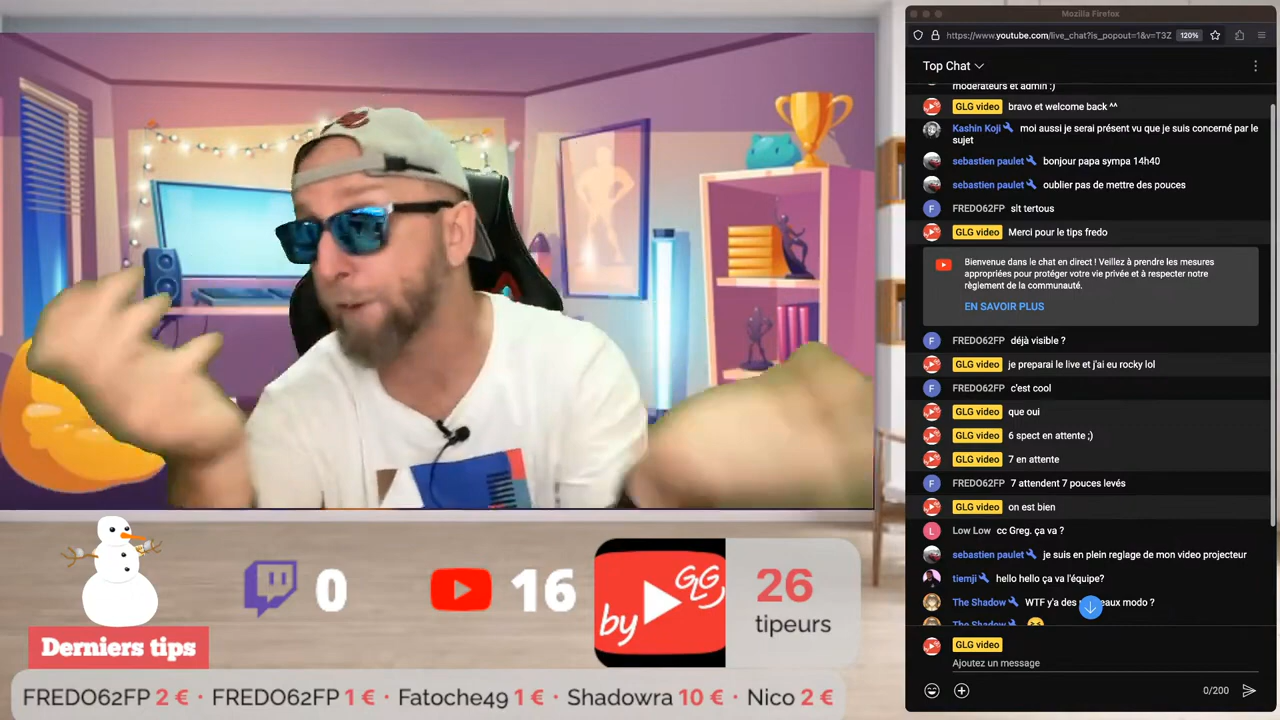 Mozilla Firefox
https://www.youtube.com/live_chat?is_popout=1&v=T3Z
120%
Top Chat
modérateurs et admin :)
GLG video bravo et welcome back ^^
Kashin Koji moi aussi je serai présent vu que je suis concerné par le
sujet
sebastien paulet bonjour papa sympa 14h40
sebastien paulet oublier pas de mettre des pouces
F FREDO62FP slt tertous
GLG video Merci pour le tips fredo
Bienvenue dans le chat en direct ! Veillez à prendre les mesures
appropriées pour protéger votre vie privée et à respecter notre
règlement de la communauté.
EN SAVOIR PLUS
F FREDO62FP déjà visible ?
GLG video je preparai le live et j'ai eu rocky lol
F FREDO62FP c'est cool
GLG video que oui
GLG video 6 spect en attente ;)
GLG video 7 en attente
F FREDO62FP 7 attendent 7 pouces levés
GLG video on est bien
L Low Low cc Greg. ça va ?
sebastien paulet je suis en plein reglage de mon video projecteur
tiemji hello hello ça va l'équipe?
The Shadow WTF y'a des eaux modo ?
The Shadow
GLG video
Ajoutez un message
0/200
0
16
by GLG
26
tipeurs
Derniers tips
FREDO62FP 2 € · FREDO62FP 1 € · Fatoche49 1 € · Shadowra 10 € · Nico 2 €